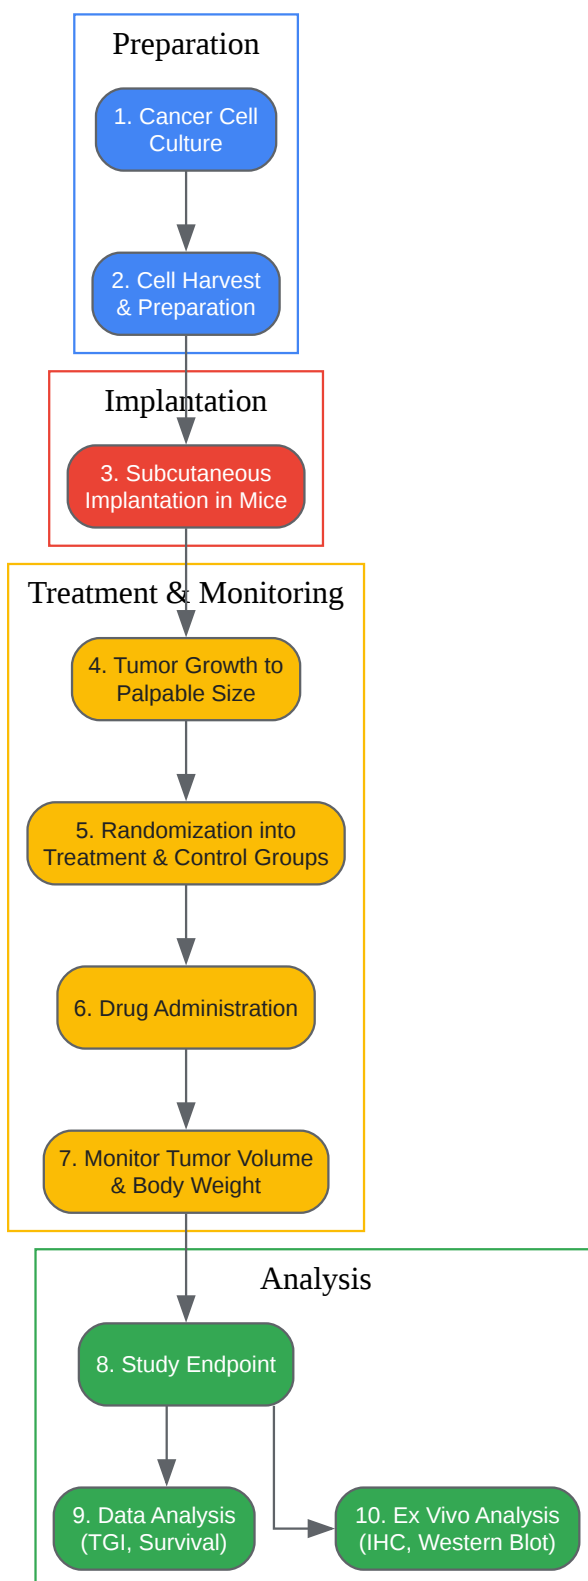 Preparation
1. Cancer Cell
Culture
2. Cell Harvest
& Preparation
Implantation
3. Subcutaneous
Implantation in Mice
Treatment & Monitoring
4. Tumor Growth to
Palpable Size
5. Randomization into
Treatment & Control Groups
6. Drug Administration
7. Monitor Tumor Volume
& Body Weight
Analysis
8. Study Endpoint
9. Data Analysis
(TGI, Survival)
10. Ex Vivo Analysis
(IHC, Western Blot)